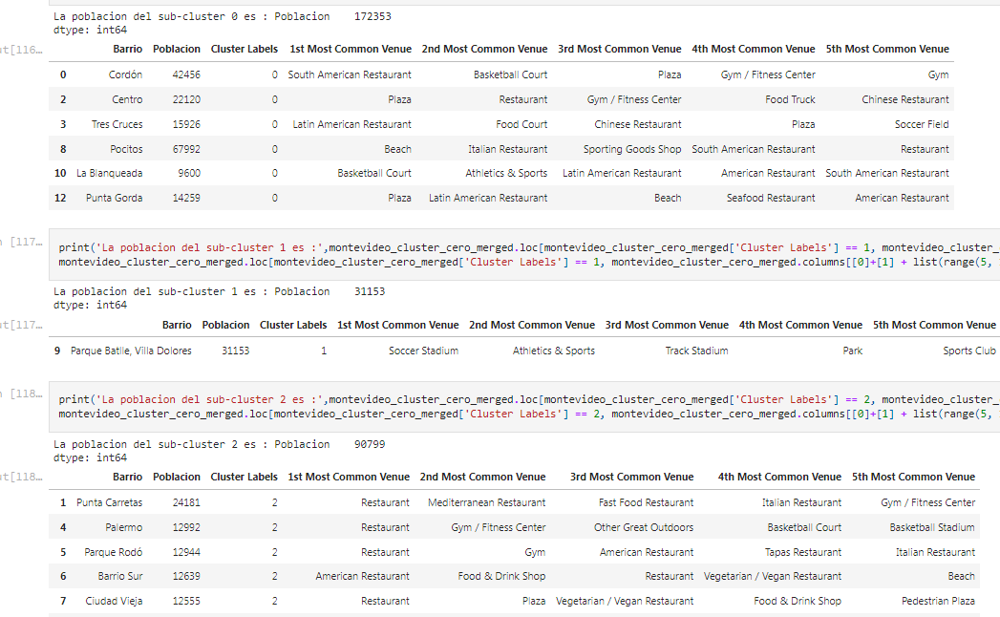 La poblacion del sub-cluster 0 es : Poblacion    172353
dtype: int64
ut[116...
Barrio Poblacion Cluster Labels 1st Most Common Venue 2nd Most Common Venue 3rd Most Common Venue 4th Most Common Venue 5th Most Common Venue
0 Cordón 42456 0 South American Restaurant Basketball Court Plaza Gym / Fitness Center Gym
2 Centro 22120 0 Plaza Restaurant Gym / Fitness Center Food Truck Chinese Restaurant
3 Tres Cruces 15926 0 Latin American Restaurant Food Court Chinese Restaurant Plaza Soccer Field
8 Pocitos 67992 0 Beach Italian Restaurant Sporting Goods Shop South American Restaurant Restaurant
10 La Blanqueada 9600 0 Basketball Court Athletics & Sports Latin American Restaurant American Restaurant South American Restaurant
12 Punta Gorda 14259 0 Plaza Latin American Restaurant Beach Seafood Restaurant American Restaurant
[117...
print('La poblacion del sub-cluster 1 es :',montevideo_cluster_cero_merged.loc[montevideo_cluster_cero_merged['Cluster Labels'] == 1, montevideo_cluster_
montevideo_cluster_cero_merged.loc[montevideo_cluster_cero_merged['Cluster Labels'] == 1, montevideo_cluster_cero_merged.columns[[0]+[1] + list(range(5,
La poblacion del sub-cluster 1 es : Poblacion    31153
dtype: int64
ut[117...
Barrio Poblacion Cluster Labels 1st Most Common Venue 2nd Most Common Venue 3rd Most Common Venue 4th Most Common Venue 5th Most Common Venue
9 Parque Batlle, Villa Dolores 31153 1 Soccer Stadium Athletics & Sports Track Stadium Park Sports Club
[118...
print('La poblacion del sub-cluster 2 es :',montevideo_cluster_cero_merged.loc[montevideo_cluster_cero_merged['Cluster Labels'] == 2, montevideo_cluster_
montevideo_cluster_cero_merged.loc[montevideo_cluster_cero_merged['Cluster Labels'] == 2, montevideo_cluster_cero_merged.columns[[0]+[1] + list(range(5,
La poblacion del sub-cluster 2 es : Poblacion    90799
dtype: int64
ut[118...
Barrio Poblacion Cluster Labels 1st Most Common Venue 2nd Most Common Venue 3rd Most Common Venue 4th Most Common Venue 5th Most Common Venue
1 Punta Carretas 24181 2 Restaurant Mediterranean Restaurant Fast Food Restaurant Italian Restaurant Gym / Fitness Center
4 Palermo 12992 2 Restaurant Gym / Fitness Center Other Great Outdoors Basketball Court Basketball Stadium
5 Parque Rodó 12944 2 Restaurant Gym American Restaurant Tapas Restaurant Italian Restaurant
6 Barrio Sur 12639 2 American Restaurant Food & Drink Shop Restaurant Vegetarian / Vegan Restaurant Beach
7 Ciudad Vieja 12555 2 Restaurant Plaza Vegetarian / Vegan Restaurant Food & Drink Shop Pedestrian Plaza